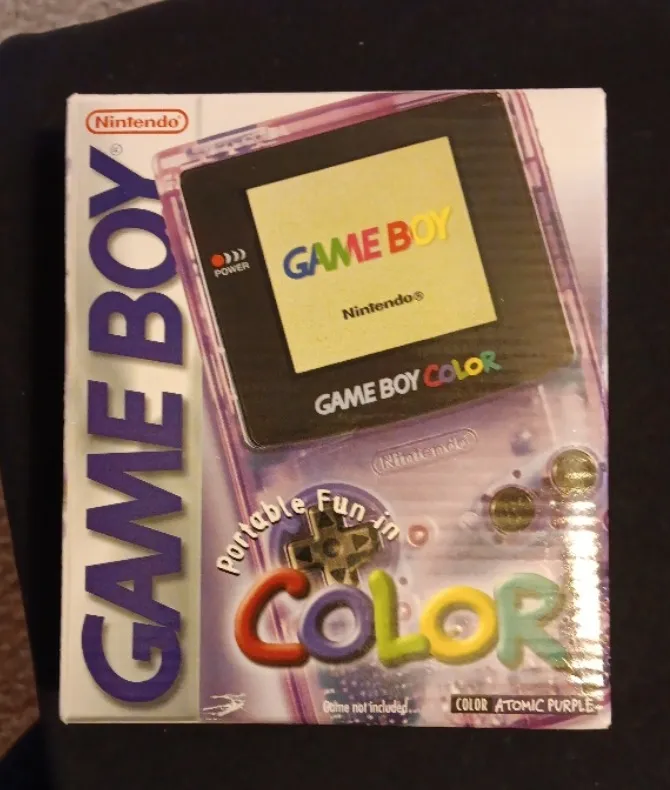 Nintendo®
GAME BOY
GAME BOY
Nintendo®
POWER
GAME BOY COLOR
Nintendo
Portable Fun in
COLOR
Game not included...
COLOR ATOMIC PURPLE